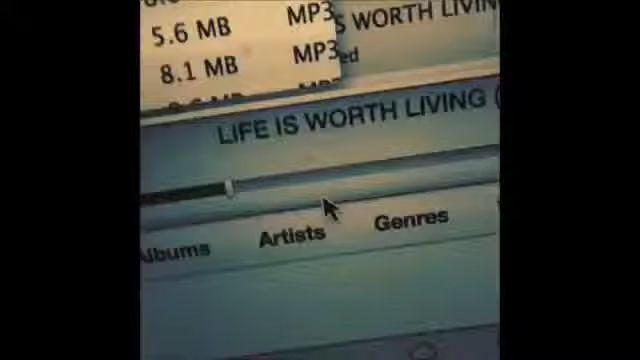 5.6 MB MP3
S WORTH LIVIN
8.1 MB MP3
ed
LIFE IS WORTH LIVING (
Albums Artists Genres